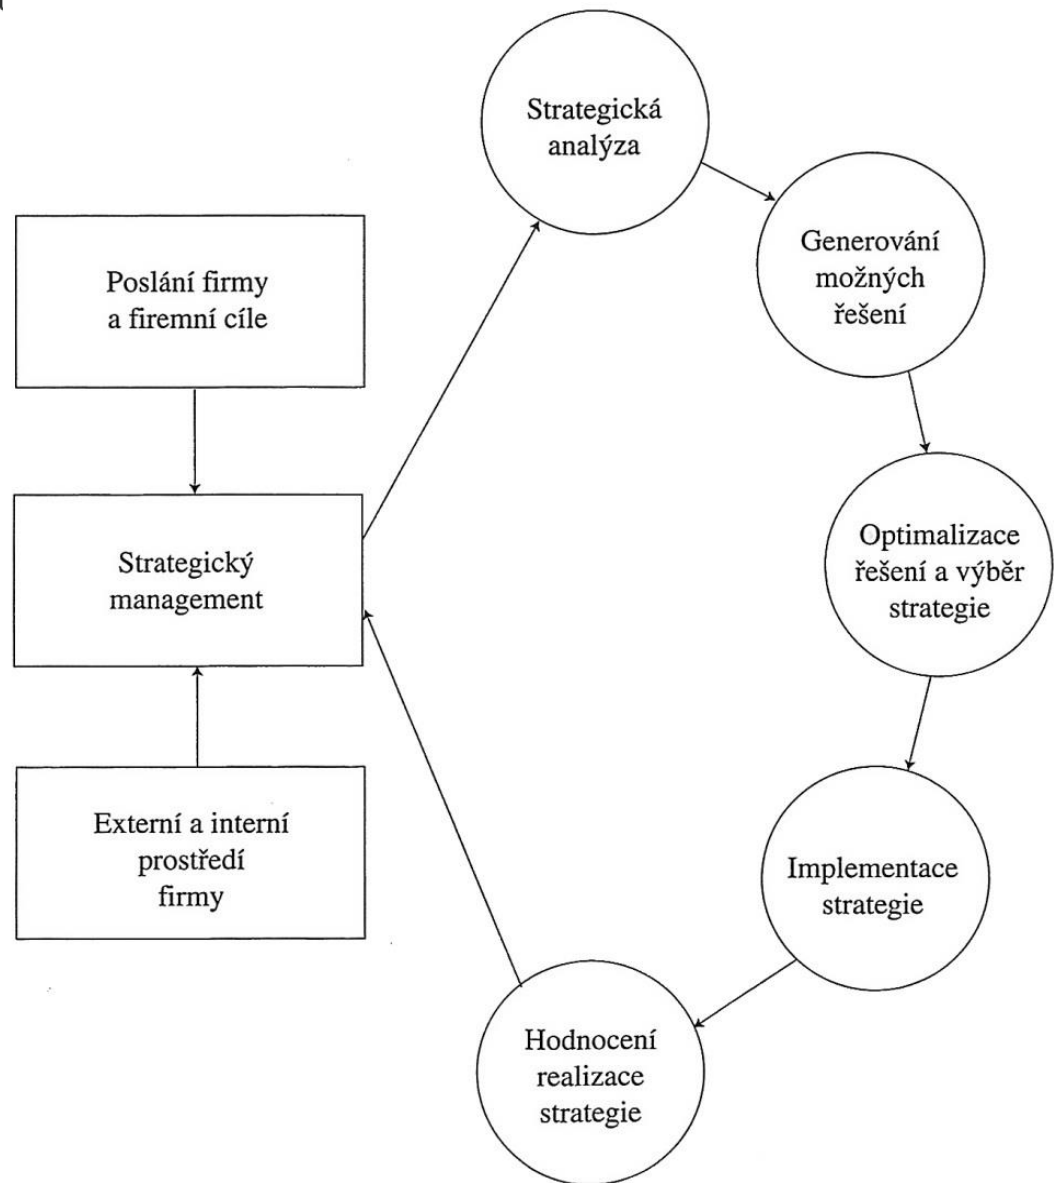 Strategická
analýza
Generování
možných
řešení
Poslání firmy
a firemní cíle
Optimalizace
řešení a výběr
strategie
Strategický
management
Externí a interní
prostředí
firmy
Implementace
strategie
Hodnocení
realizace
strategie